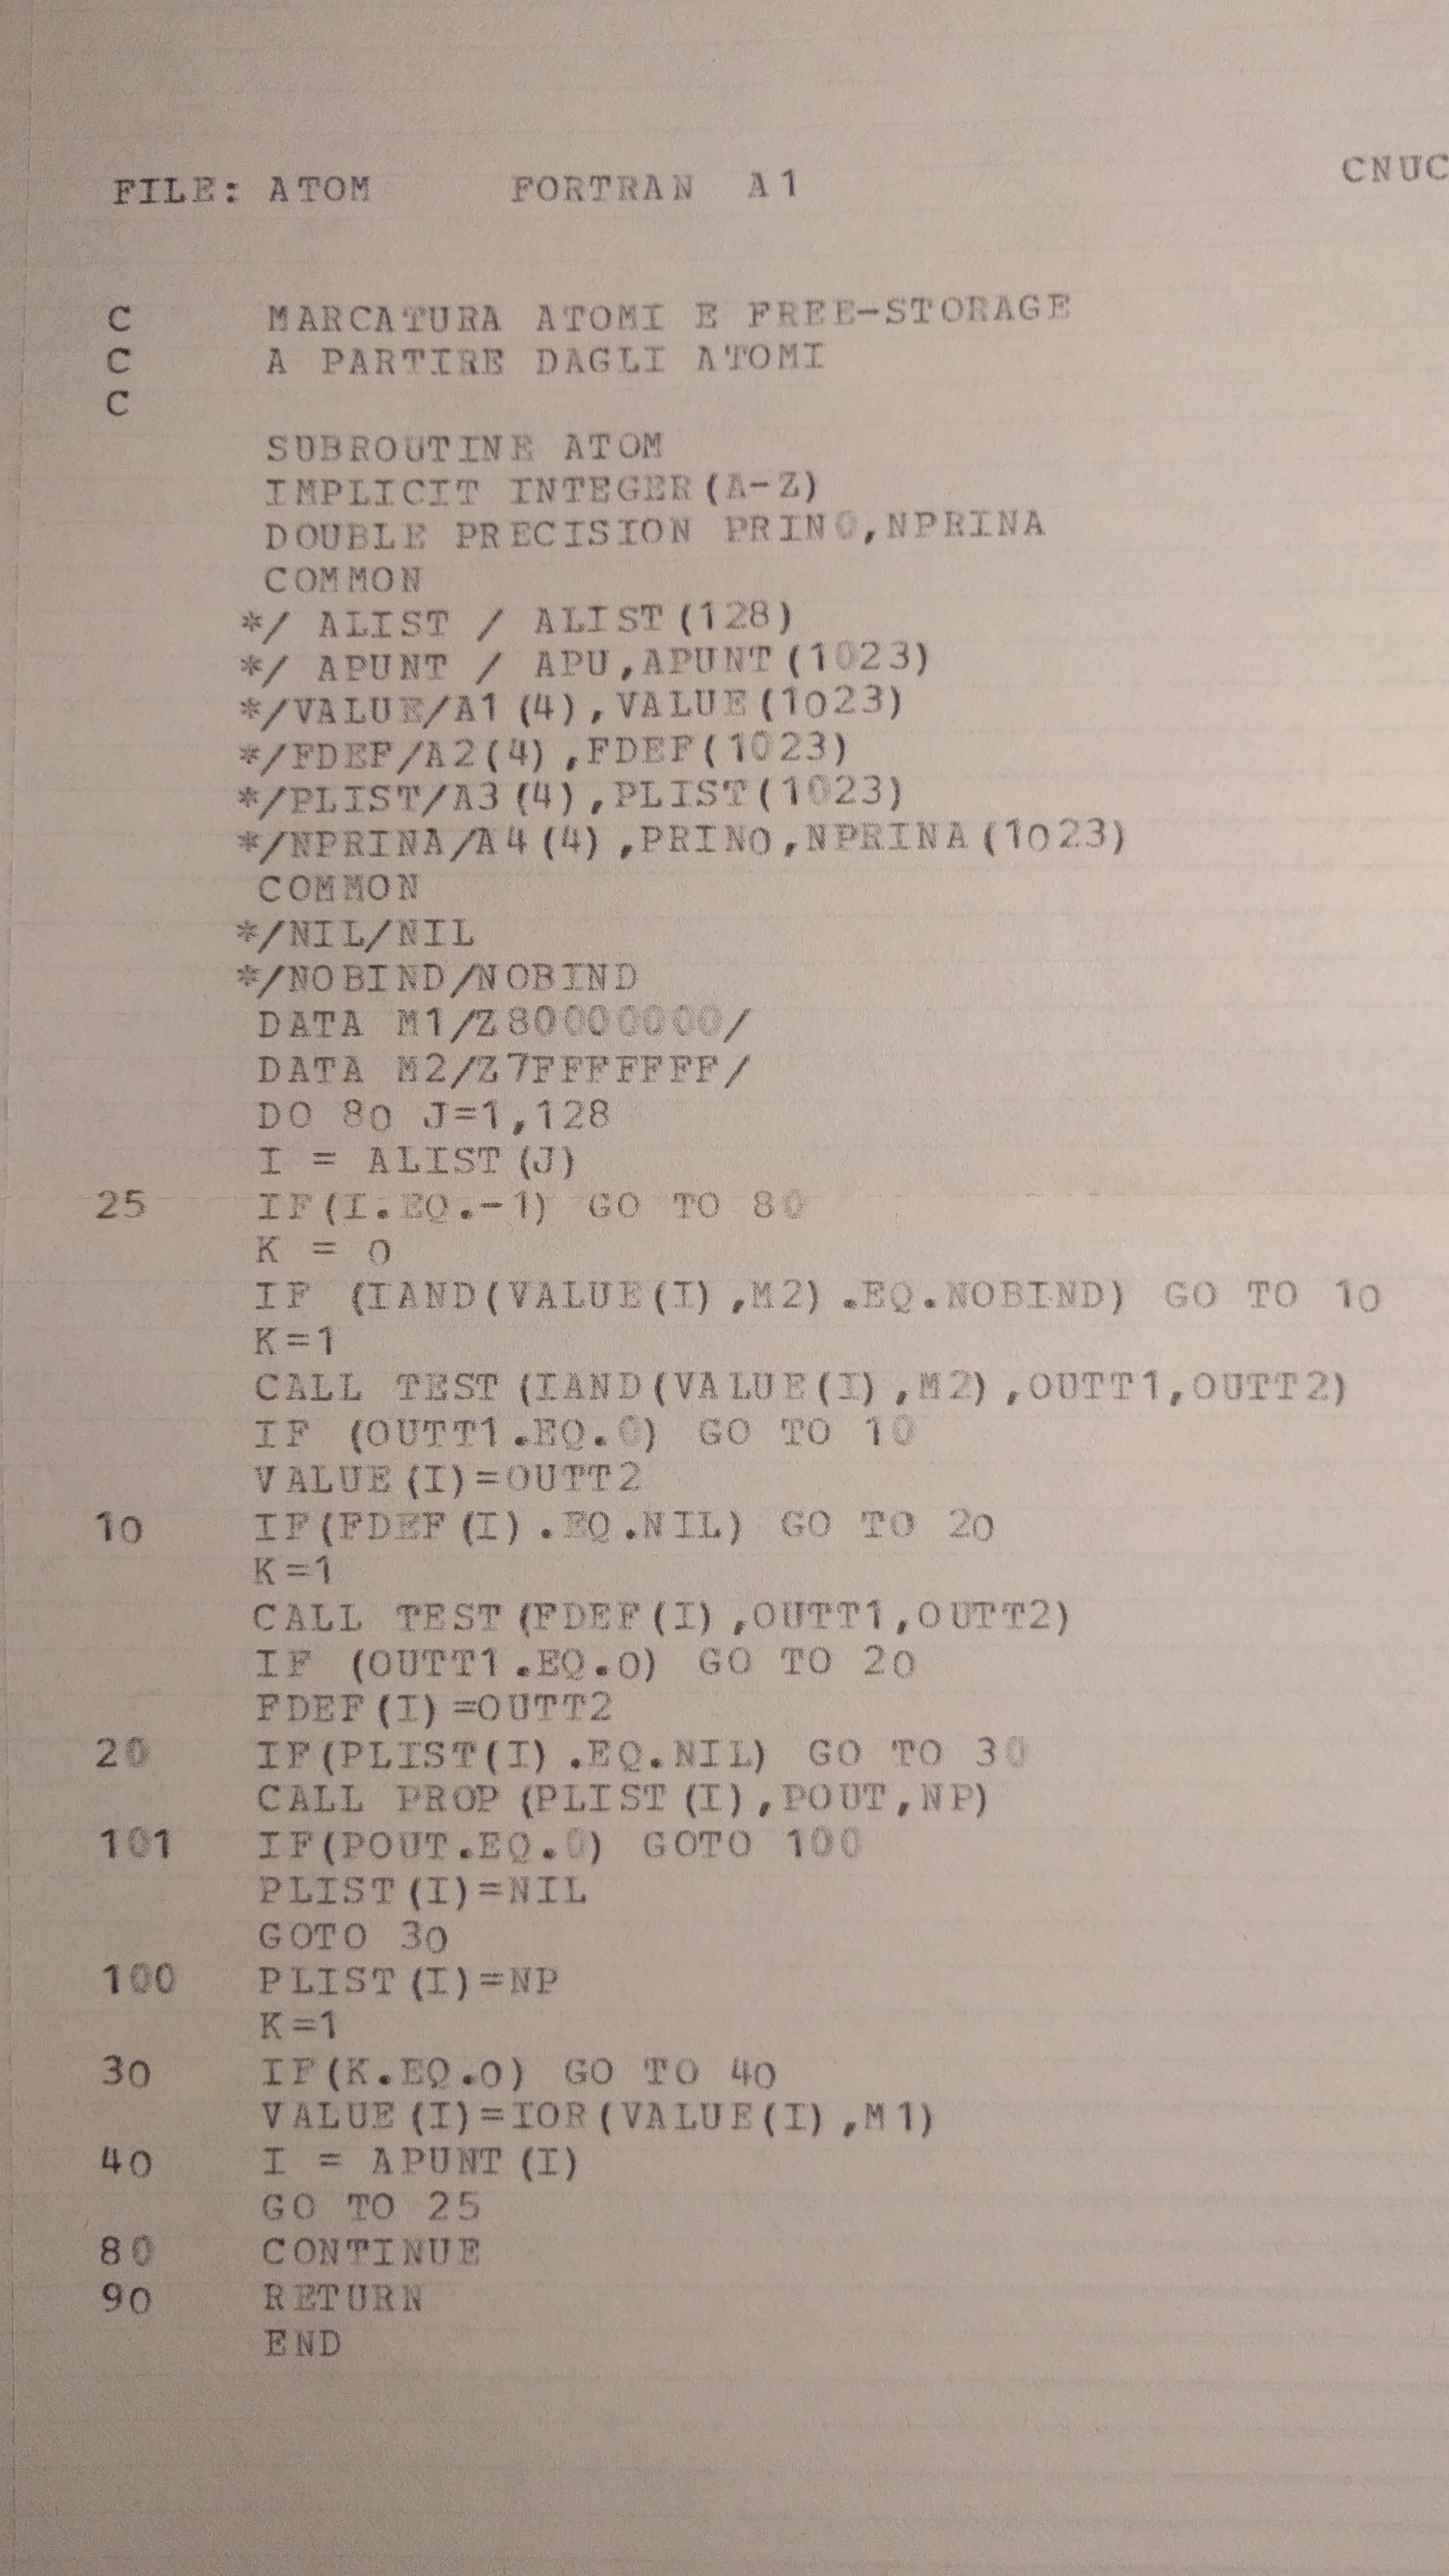 FILE: ATOM     FORTRAN  A1                    CNUC
C     MARCATURA ATOMI E FREE-STORAGE
C     A PARTIRE DAGLI ATOMI
C
      SUBROUTINE ATOM
      IMPLICIT INTEGER(A-Z)
      DOUBLE PRECISION PRIN0,NPRINA
      COMMON
     */ ALIST / ALIST(128)
     */ APUNT / APU,APUNT(1023)
     */VALUE/A1(4),VALUE(1023)
     */FDEF/A2(4),FDEF(1023)
     */PLIST/A3(4),PLIST(1023)
     */NPRINA/A4(4),PRIN0,NPRINA(1023)
      COMMON
     */NIL/NIL
     */NOBIND/NOBIND
      DATA M1/Z80000000/
      DATA M2/Z7FFFFFFF/
      DO 80 J=1,128
      I = ALIST(J)
25    IF(I.EQ.-1) GO TO 80
      K = 0
      IF (IAND(VALUE(I),M2).EQ.NOBIND) GO TO 10
      K=1
      CALL TEST(IAND(VALUE(I),M2),OUTT1,OUTT2)
      IF (OUTT1.EQ.0) GO TO 10
      VALUE(I)=OUTT2
10    IF(FDEF(I).EQ.NIL) GO TO 20
      K=1
      CALL TEST(FDEF(I),OUTT1,OUTT2)
      IF (OUTT1.EQ.0) GO TO 20
      FDEF(I)=OUTT2
20    IF(PLIST(I).EQ.NIL) GO TO 30
      CALL PROP(PLIST(I),POUT,NP)
101   IF(POUT.EQ.0) GOTO 100
      PLIST(I)=NIL
      GOTO 30
100   PLIST(I)=NP
      K=1
30    IF(K.EQ.0) GO TO 40
      VALUE(I)=IOR(VALUE(I),M1)
40    I = APUNT(I)
      GO TO 25
80    CONTINUE
90    RETURN
      END